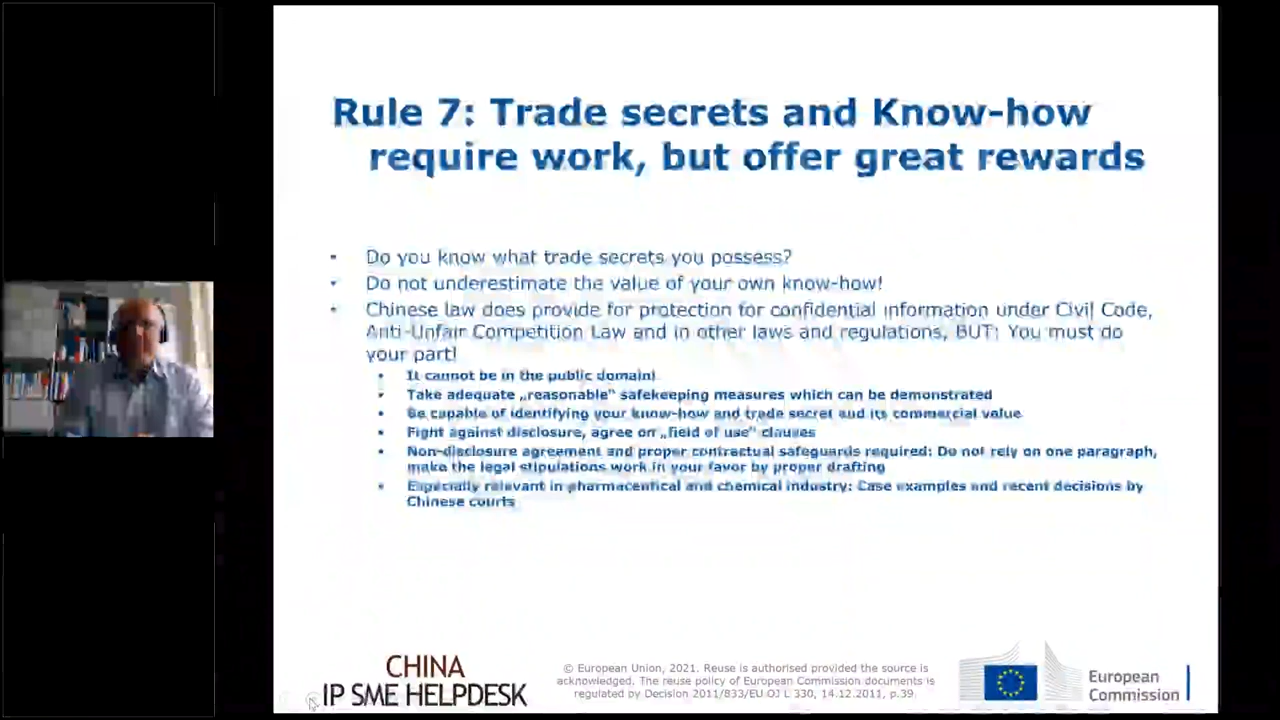 Rule 7: Trade secrets and Know-how
require work, but offer great rewards
• Do you know what trade secrets you possess?
• Do not underestimate the value of your own know-how!
• Chinese law does provide for protection for confidential information under Civil Code,
Anti-Unfair Competition Law and in other laws and regulations, BUT: You must do
your part!
• It cannot be in the public domain!
• Take adequate „reasonable" safekeeping measures which can be demonstrated
• Be capable of identifying your know-how and trade secret and its commercial value
• Fight against disclosure, agree on „field of use" clauses
• Non-disclosure agreement and proper contractual safeguards required: Do not rely on one paragraph,
make the legal stipulations work in your favor by proper drafting
• Especially relevant in pharmaceutical and chemical industry: Case examples and recent decisions by
Chinese courts
CHINA
IP SME HELPDESK
© European Union, 2021. Reuse is authorised provided the source is
acknowledged. The reuse policy of European Commission documents is
regulated by Decision 2011/833/EU OJ L 330, 14.12.2011, p.39.
European
Commission